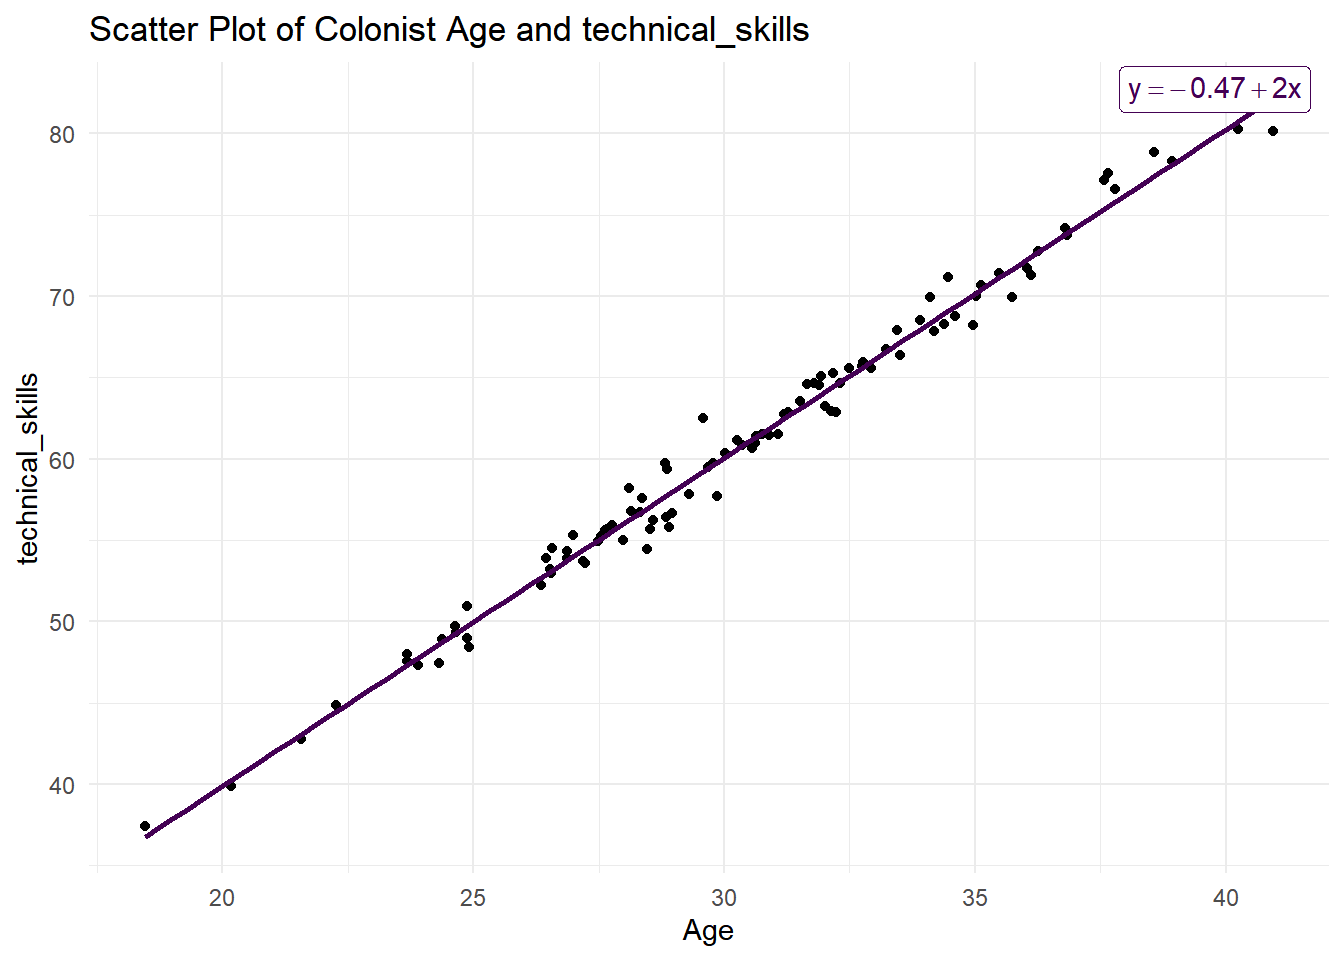 Scatter Plot of Colonist Age and technical_skills
y = − 0.47 + 2x
80
70
60
50
40
technical_skills
20 25 30 35 40
Age